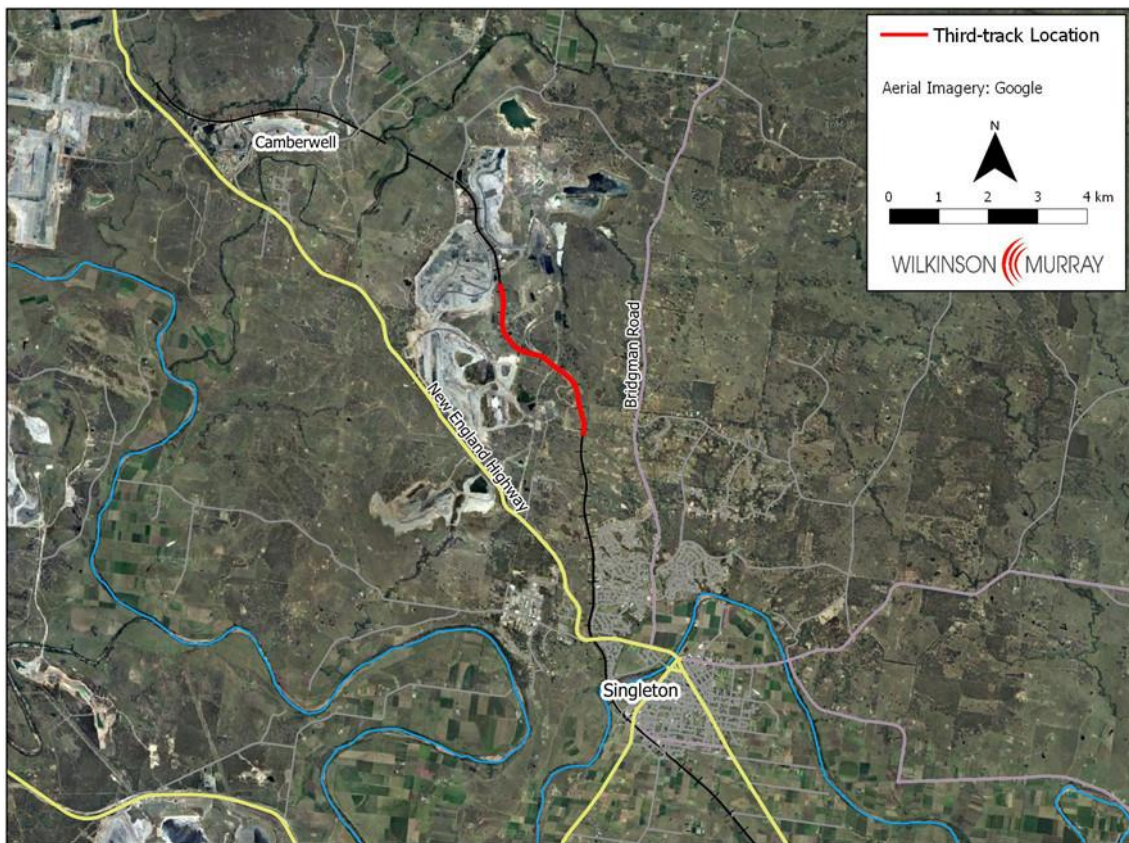 Third-track Location
Aerial Imagery: Google
N
0 1 2 3 4 km
WILKINSON MURRAY
Camberwell
Bridgman Road
New England Highway
Singleton